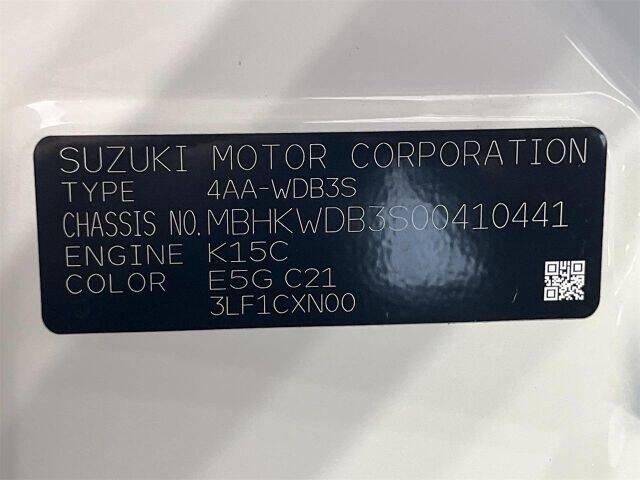 SUZUKI MOTOR CORPORATION
TYPE 4AA-WDB3S
CHASSIS NO. MBHKWDB3S00410441
ENGINE K15C
COLOR E5G C21
3LF1CXN00